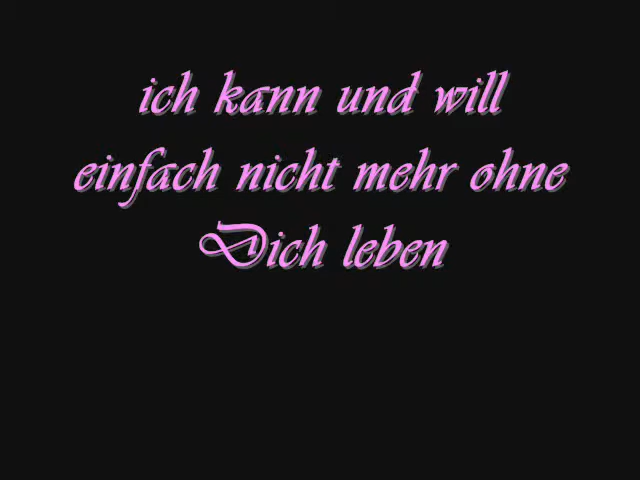 ich kann und will
einfach nicht mehr ohne
Dich leben